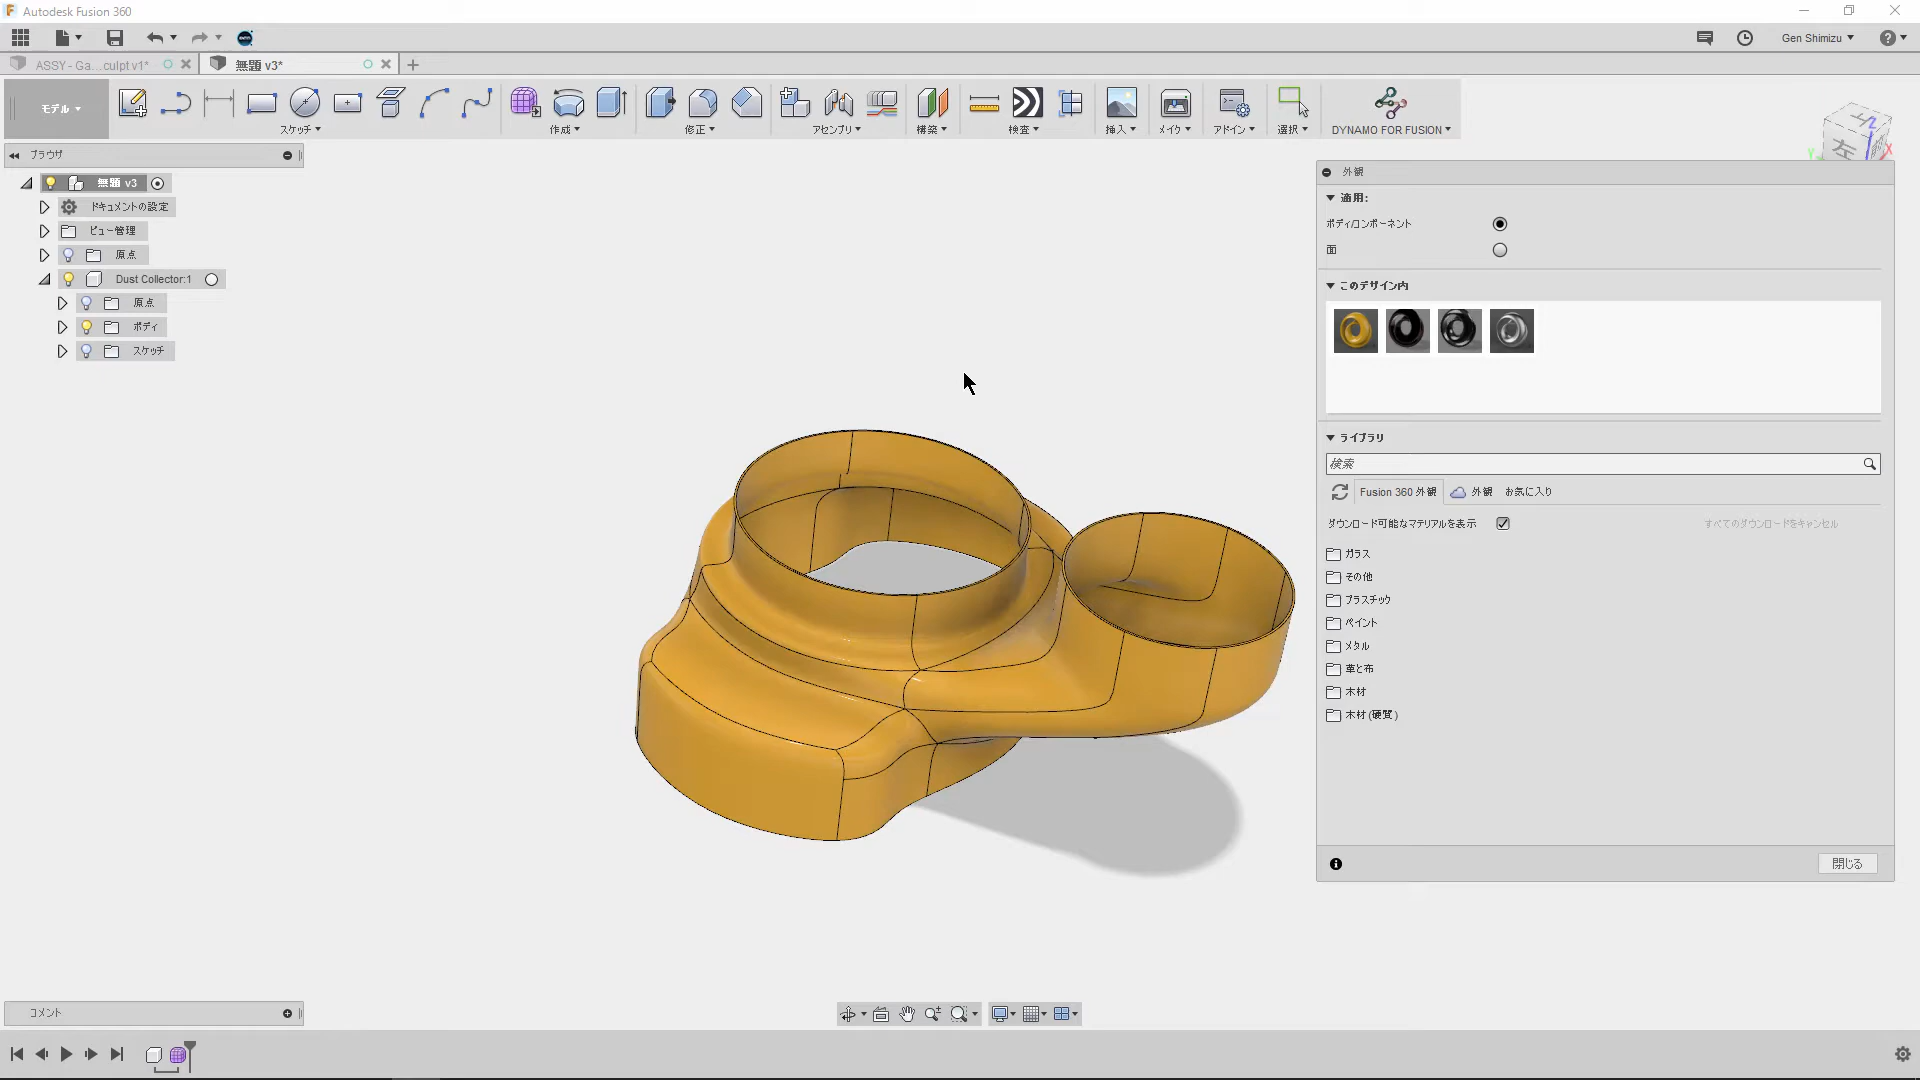 Autodesk Fusion 360
Gen Shimizu
ASSY - Ga...culpt v1*
無題 v3*
モデル
スケッチ
作成
修正
アセンブリ
構築
検査
挿入
メイク
アドイン
選択
DYNAMO FOR FUSION
ブラウザ
無題 v3
ドキュメントの設定
ビュー管理
原点
Dust Collector:1
原点
ボディ
スケッチ
左
Z
Y
X
外観
適用:
ボディ/コンポーネント
面
このデザイン内
ライブラリ
検索
Fusion 360 外観
外観
お気に入り
ダウンロード可能なマテリアルを表示
すべてのダウンロードをキャンセル
ガラス
その他
プラスチック
ペイント
メタル
革と布
木材
木材 (硬質)
閉じる
コメント